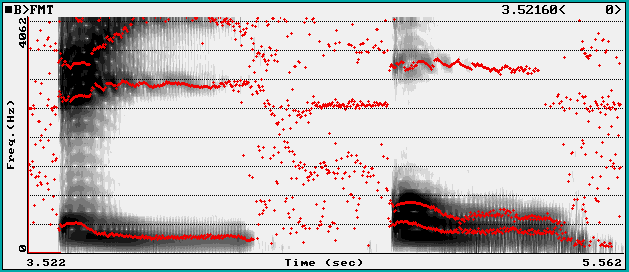 ■B>FMT 3.52160< 0>
4062
Freq.(Hz)
0
3.522 Time (sec) 5.562